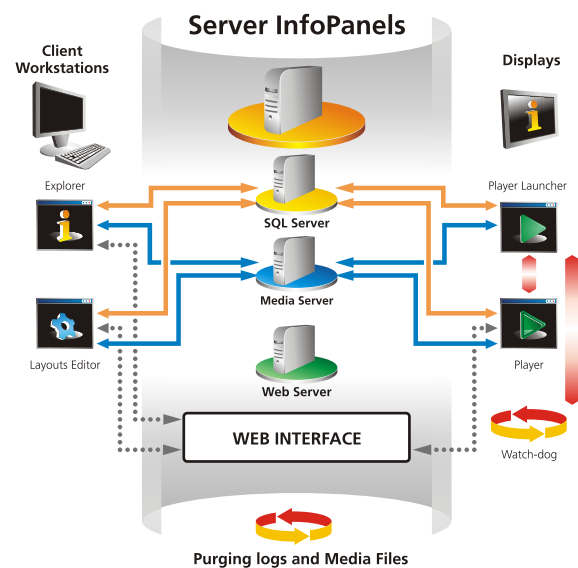 Server InfoPanels
Client
Workstations
Displays
Explorer
Player Launcher
SQL Server
Media Server
Layouts Editor
Player
Web Server
WEB INTERFACE
Watch-dog
Purging logs and Media Files